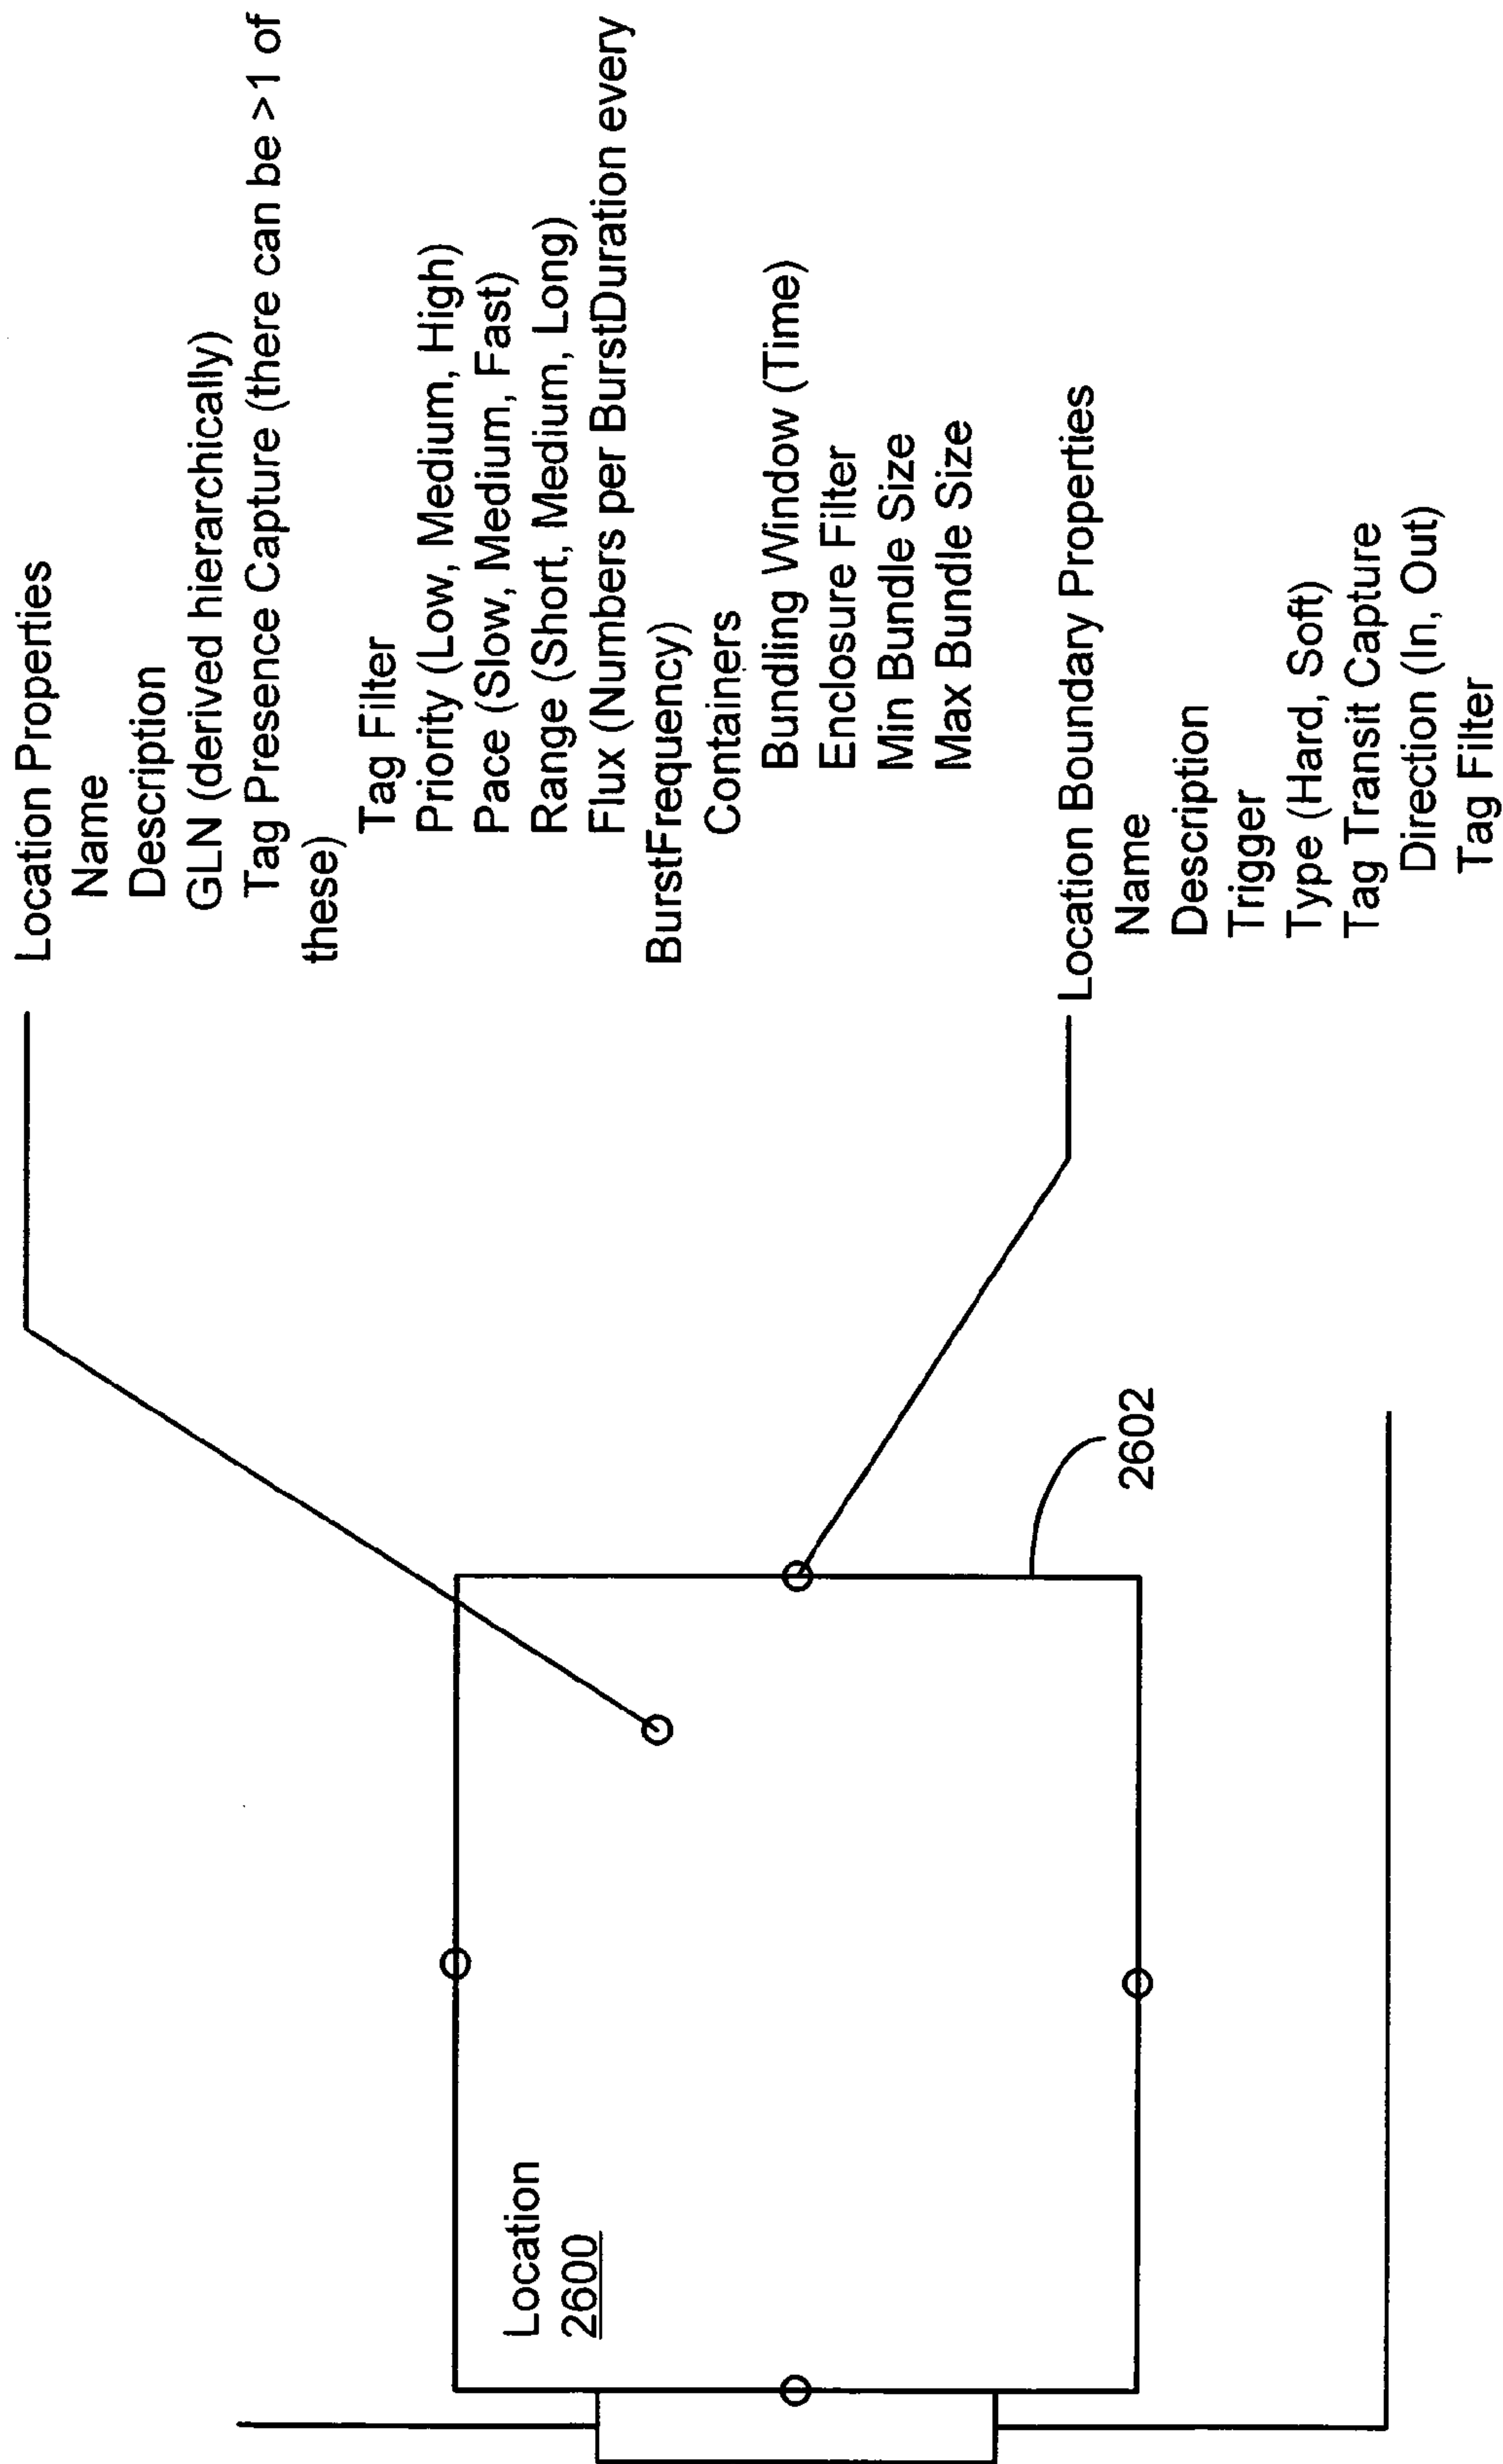 Location Properties
Name
Description
GLN (derived hierarchically)
Tag Presence Capture (there can be >1 of
these)
Tag Filter
Priority (Low, Medium, High)
Pace (Slow, Medium, Fast)
Range (Short, Medium, Long)
Flux (Numbers per BurstDuration every
BurstFrequency)
Containers
Bundling Window (Time)
Enclosure Filter
Min Bundle Size
Max Bundle Size
Location Boundary Properties
Name
Description
Trigger
Type (Hard, Soft)
Tag Transit Capture
Direction (In, Out)
Tag Filter
Location
2600
2602